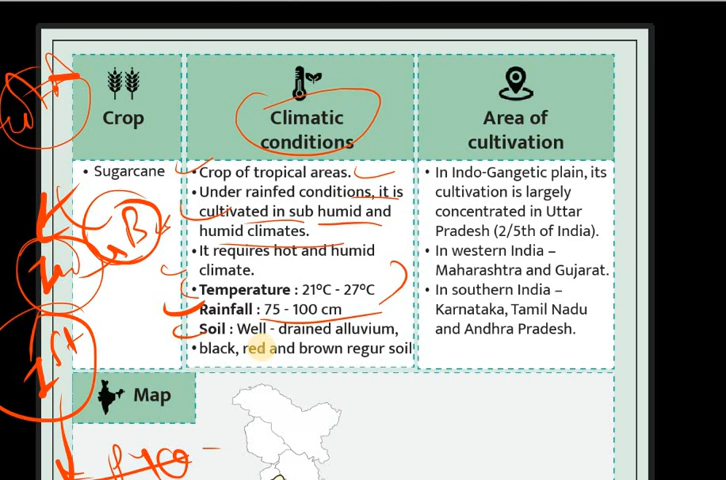 Crop
Climatic
conditions
Area of
cultivation
• Sugarcane
• Crop of tropical areas.
• Under rainfed conditions, it is
cultivated in sub humid and
humid climates.
• It requires hot and humid
climate.
• Temperature : 21°C - 27°C
Rainfall : 75 - 100 cm
Soil : Well - drained alluvium,
• black, red and brown regur soil
• In Indo-Gangetic plain, its
cultivation is largely
concentrated in Uttar
Pradesh (2/5th of India).
• In western India –
Maharashtra and Gujarat.
• In southern India –
Karnataka, Tamil Nadu
and Andhra Pradesh.
Map
1st